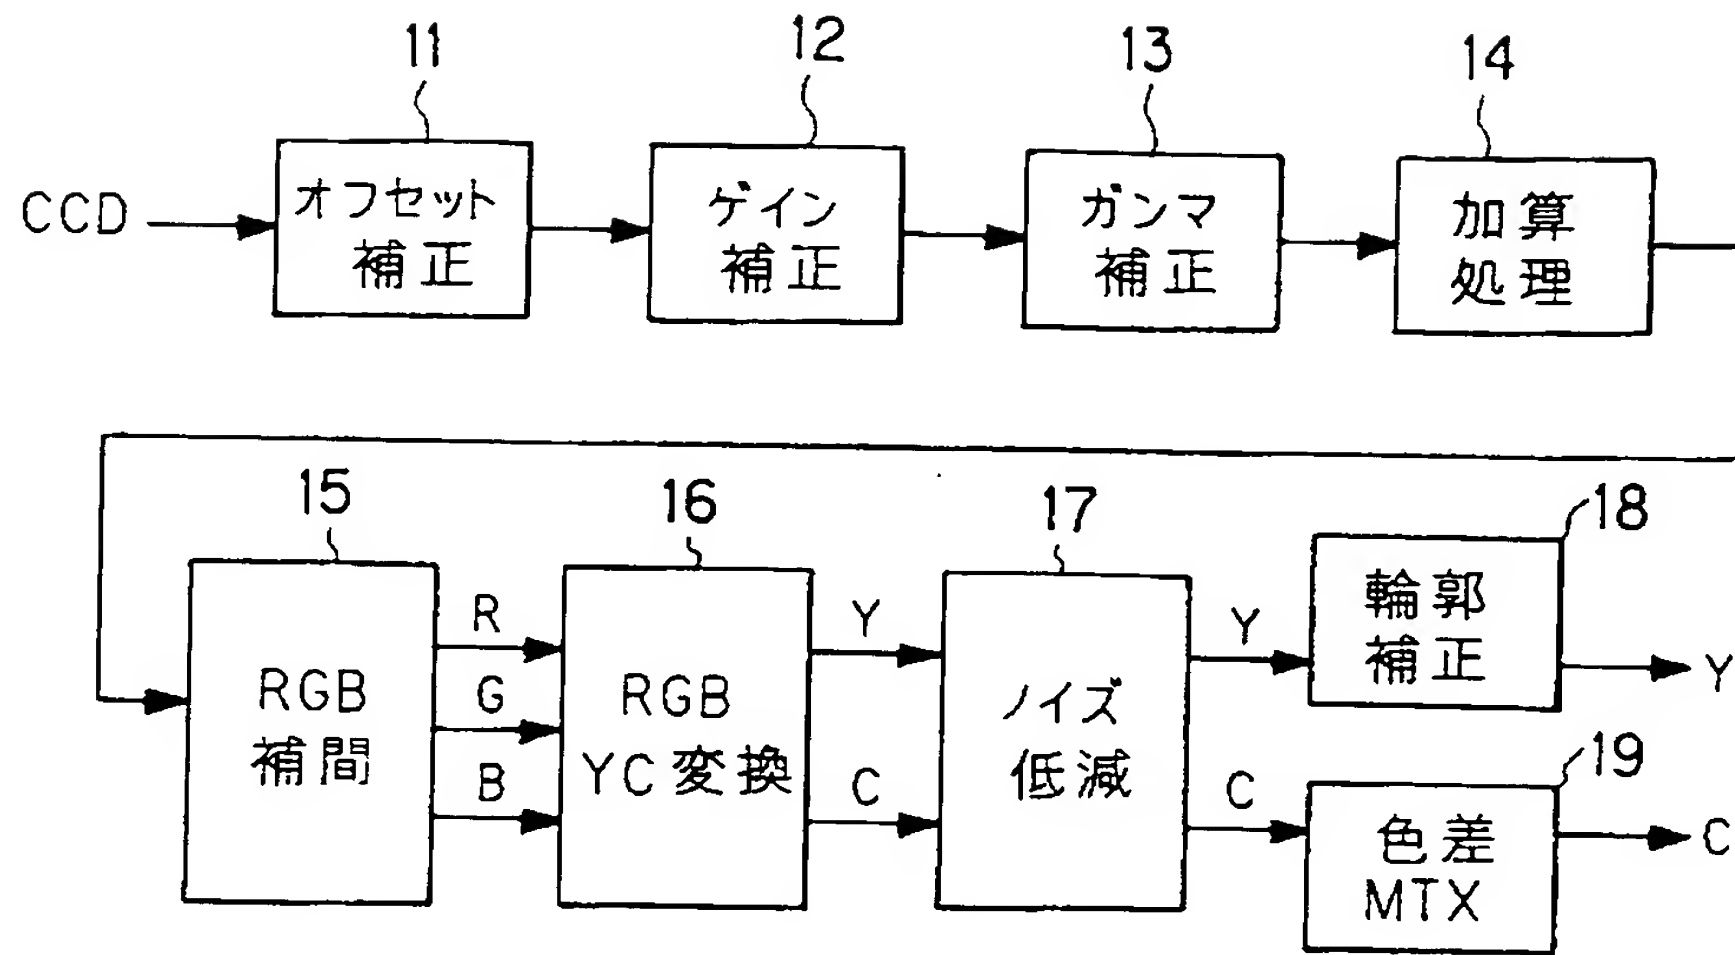 11
12
13
14
CCD
オフセット
補正
ゲイン
補正
ガンマ
補正
加算
処理
15
16
17
18
RGB
補間
R
G
B
RGB
YC変換
Y
C
ノイズ
低減
Y
C
輪郭
補正
Y
19
色差
MTX
C